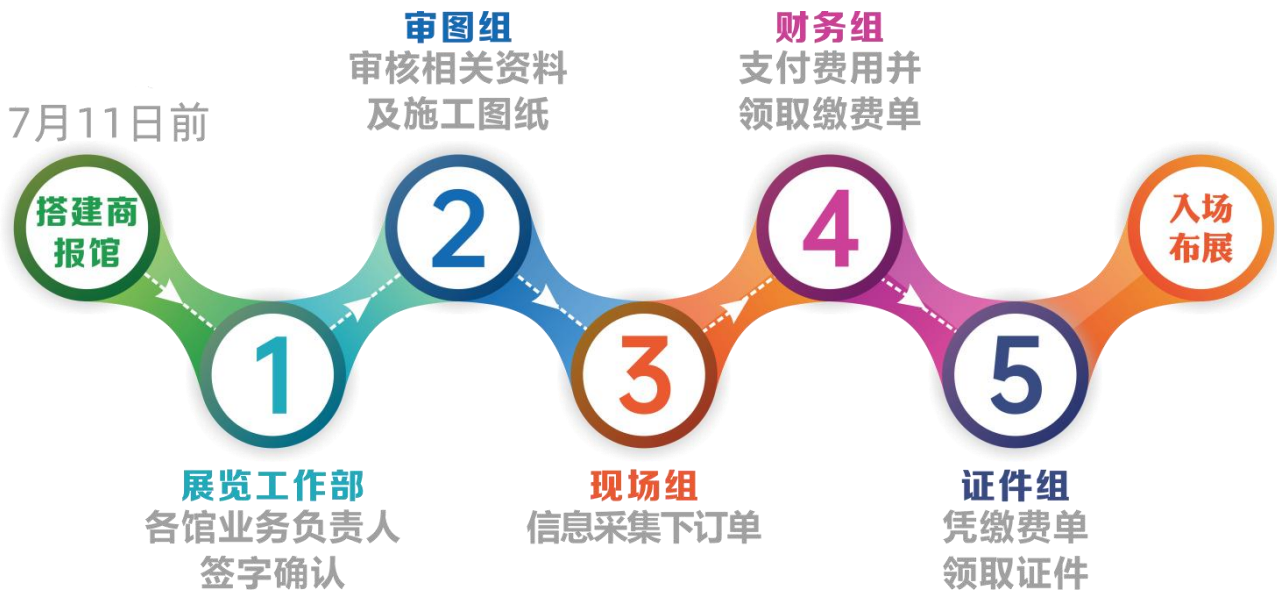 7月11日前
搭建商
报馆
1
展览工作部
各馆业务负责人
签字确认
审图组
审核相关资料
及施工图纸
2
3
现场组
信息采集下订单
财务组
支付费用并
领取缴费单
4
5
证件组
凭缴费单
领取证件
入场
布展